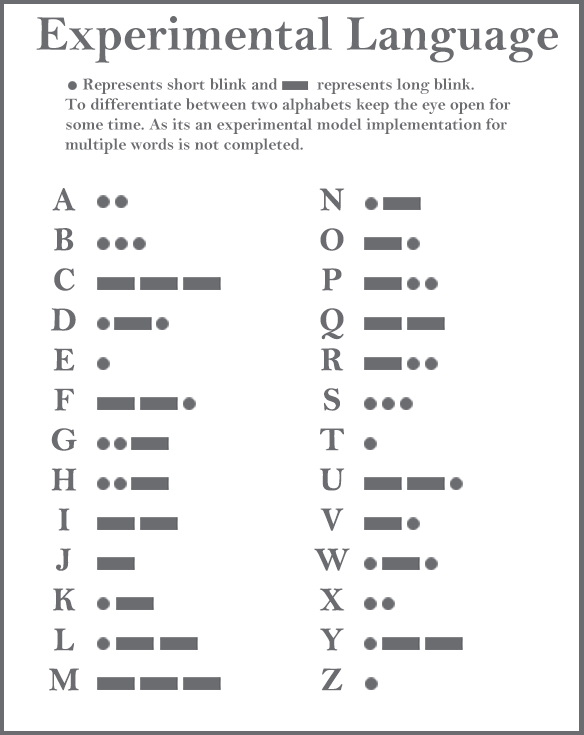 Experimental Language
● Represents short blink and ▬ represents long blink.
To differentiate between two alphabets keep the eye open for
some time. As its an experimental model implementation for
multiple words is not completed.
A ●●
B ●●●
C ▬ ▬ ▬
D ● ▬ ●
E ●
F ▬ ▬ ●
G ●● ▬
H ●● ▬
I ▬ ▬
J ▬
K ● ▬
L ● ▬ ▬
M ▬ ▬ ▬
N ● ▬
O ▬ ●
P ▬ ●●
Q ▬ ▬
R ▬ ●●
S ●●●
T ●
U ▬ ▬ ●
V ▬ ●
W ● ▬ ●
X ●●
Y ● ▬ ▬
Z ●